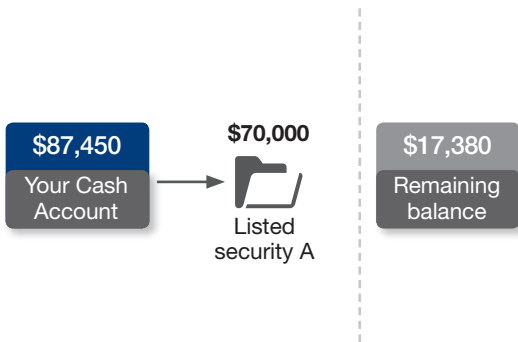 $87,450
Your Cash
Account
$70,000
Listed
security A
$17,380
Remaining
balance